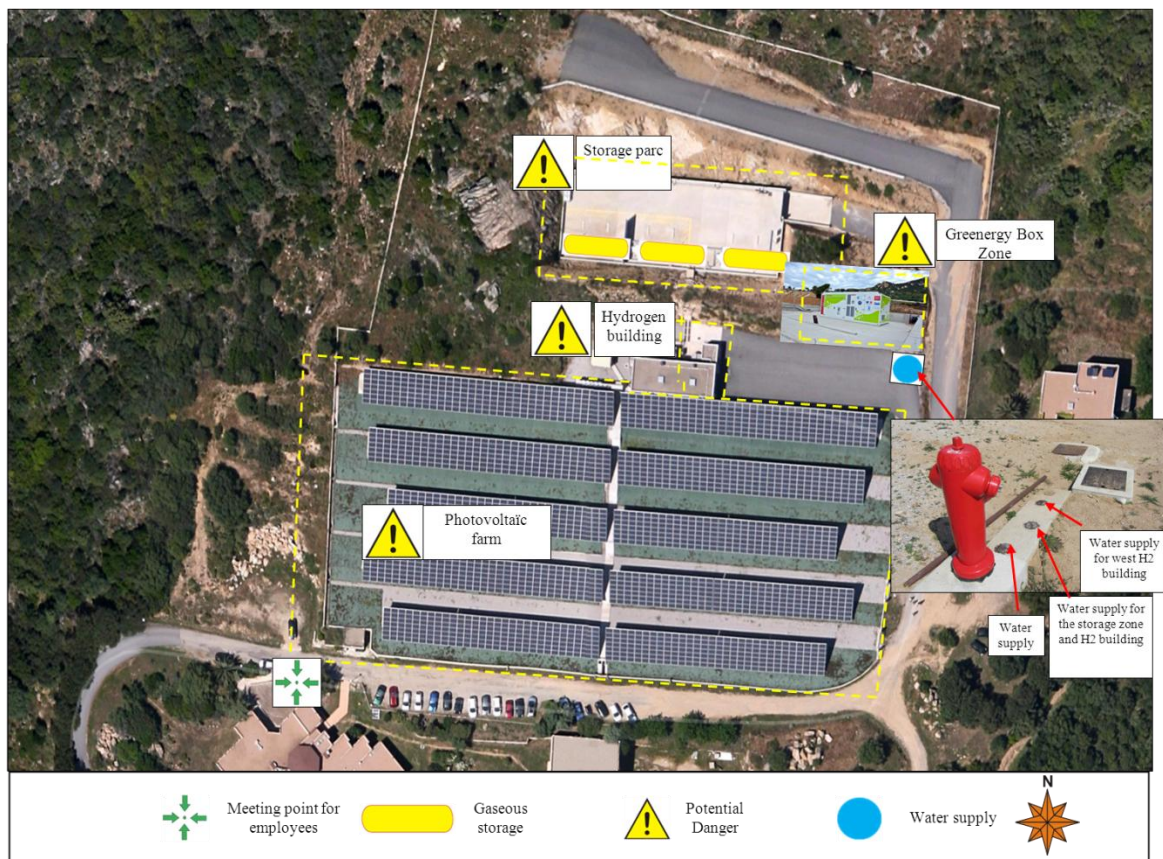 Storage parc
Greenergy Box
Zone
Hydrogen
building
Photovoltaïc
farm
Water supply
for west H2
building
Water
supply
Water supply for
the storage zone
and H2 building
Meeting point for
employees
Gaseous
storage
Potential
Danger
Water supply
N